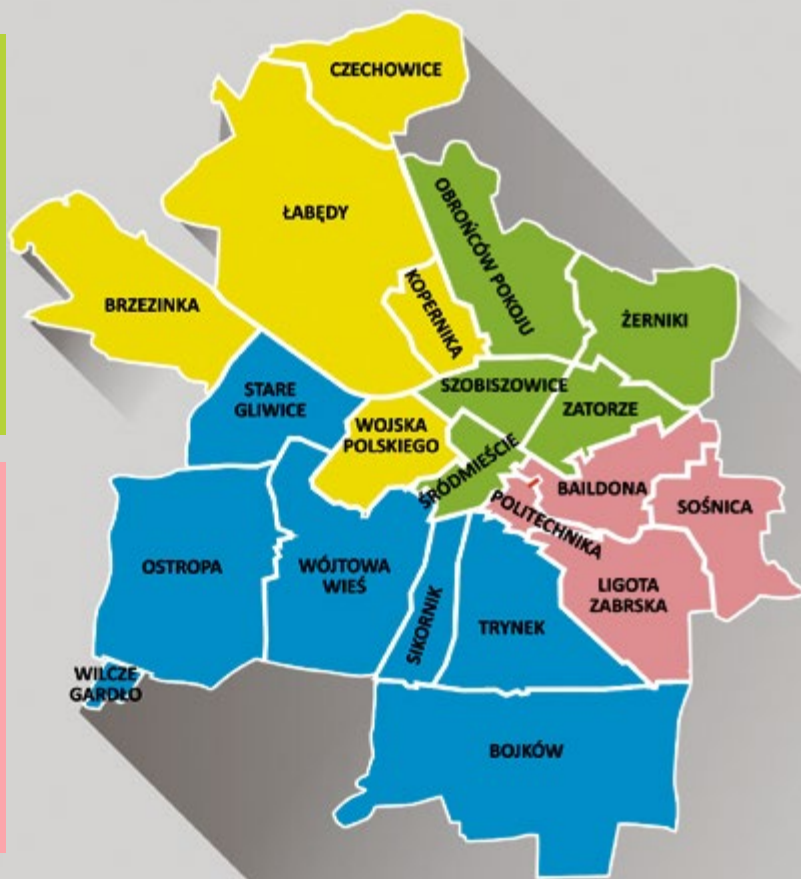 CZECHOWICE
ŁABĘDY
OBROŃCÓW POKOJU
BRZEZINKA
KOPERNIKA
ŻERNIKI
STARE
GLIWICE
SZOBISZOWICE
ZATORZE
WOJSKA
POLSKIEGO
ŚRÓDMIEŚCIE
BAILDONA
SOŚNICA
POLITECHNIKA
OSTROPA
WÓJTOWA
WIEŚ
LIGOTA
ZABRSKA
SIKORNIK
TRYNEK
WILCZE
GARDŁO
BOJKÓW